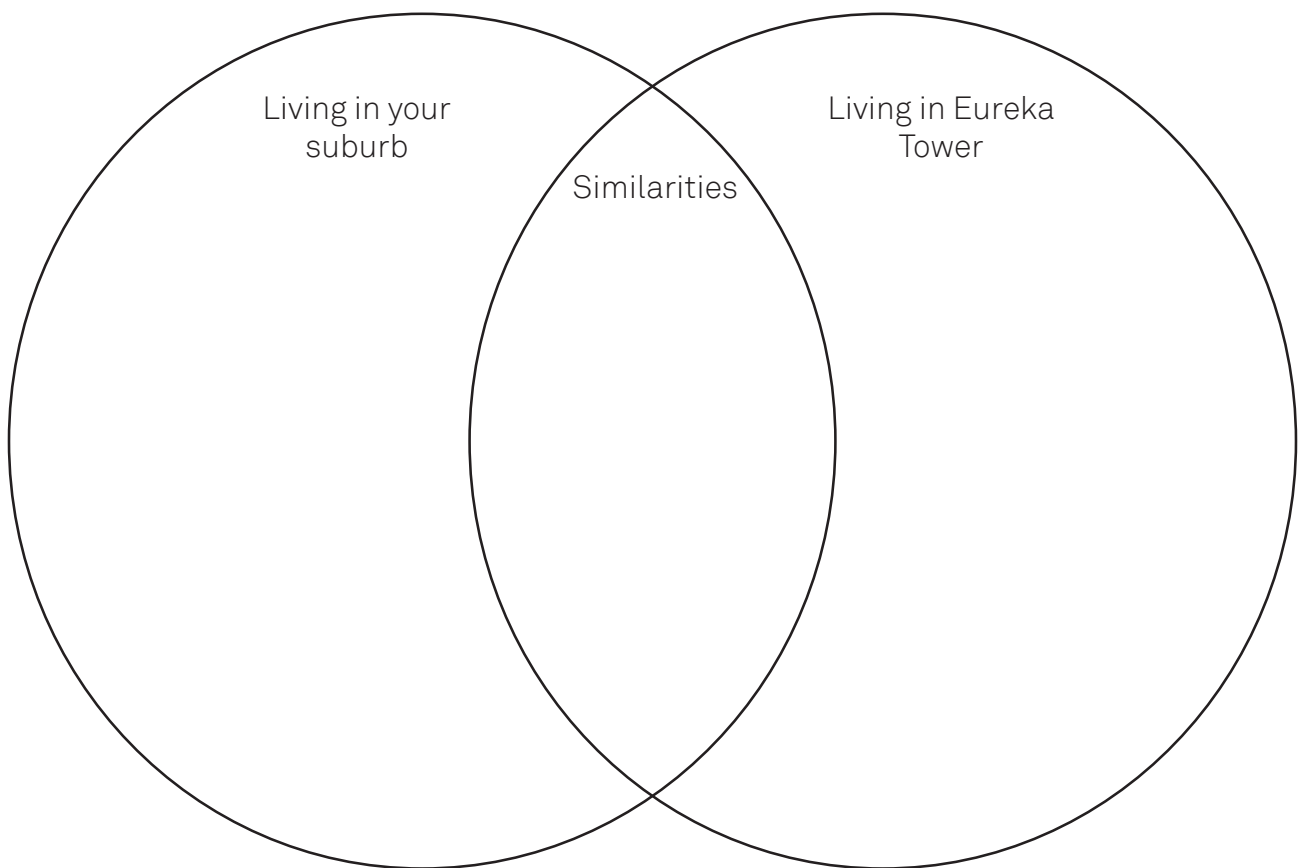 Living in your
suburb
Similarities
Living in Eureka
Tower